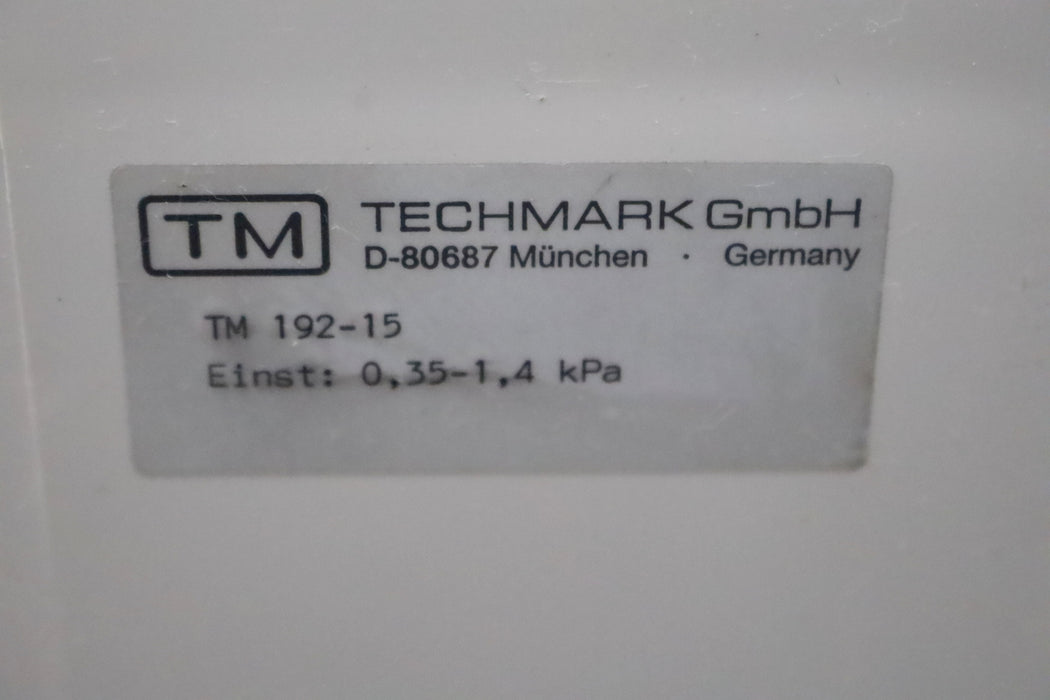 TM TECHMARK GmbH
D-80687 München · Germany
TM 192-15
Einst: 0,35-1,4 kPa